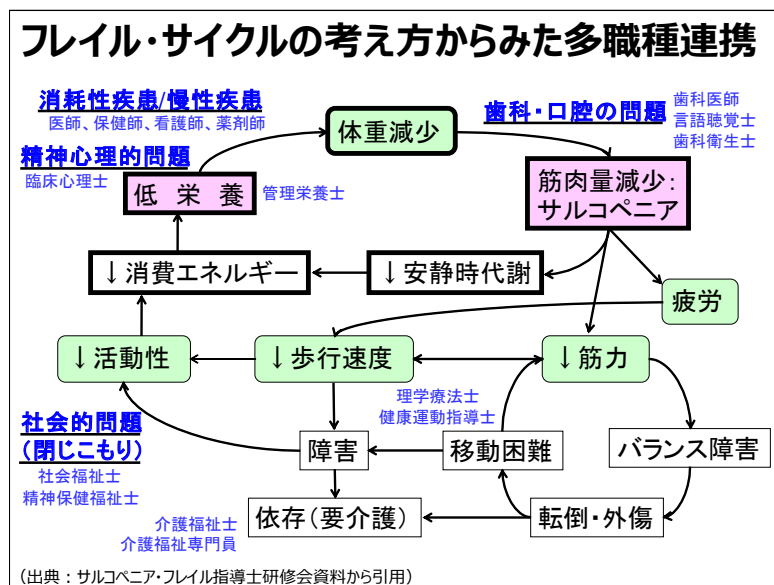 フレイル・サイクルの考え方からみた多職種連携
消耗性疾患/慢性疾患
医師、保健師、看護師、薬剤師
体重減少
歯科・口腔の問題
歯科医師
言語聴覚士
歯科衛生士
精神心理的問題
臨床心理士
低 栄 養
管理栄養士
筋肉量減少：
サルコペニア
↓消費エネルギー
↓安静時代謝
疲労
↓活動性
↓歩行速度
↓筋力
理学療法士
健康運動指導士
社会的問題
（閉じこもり）
社会福祉士
精神保健福祉士
障害
移動困難
バランス障害
介護福祉士
介護福祉専門員
依存（要介護）
転倒・外傷
（出典：サルコペニア・フレイル指導士研修会資料から引用）